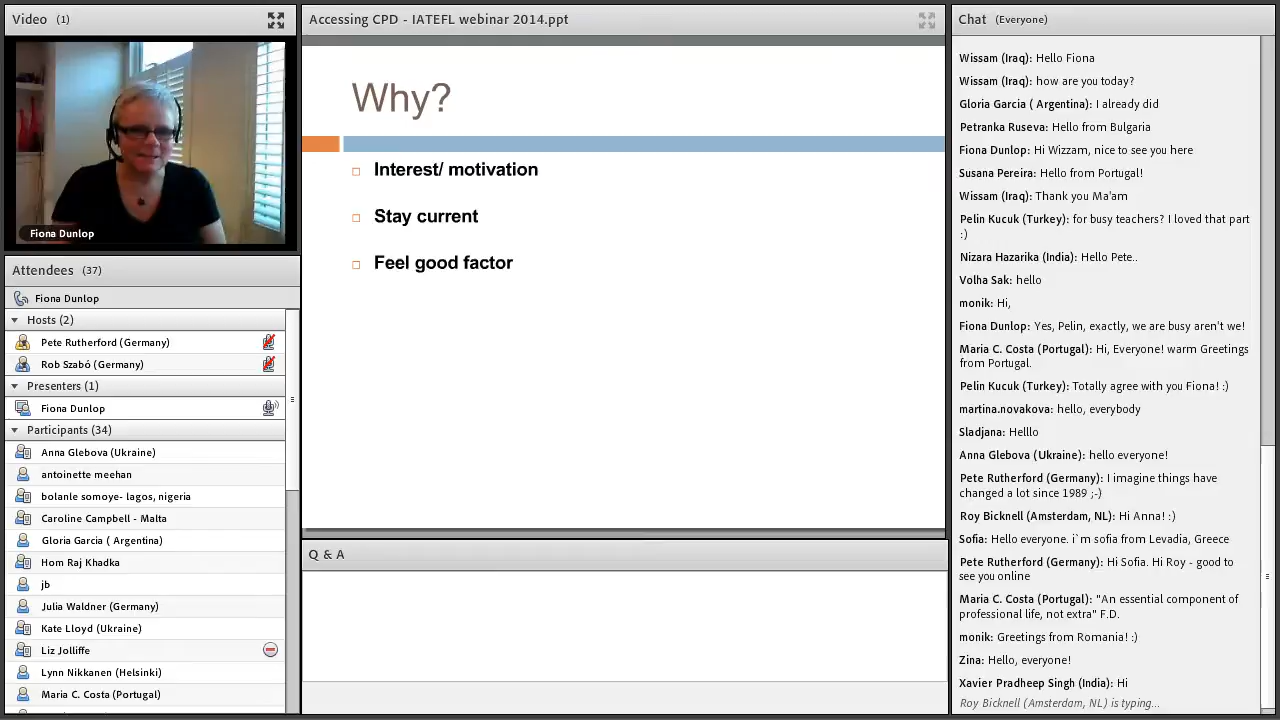 Video (1)
Fiona Dunlop
Attendees (37)
Fiona Dunlop
Hosts (2)
Pete Rutherford (Germany)
Rob Szabó (Germany)
Presenters (1)
Fiona Dunlop
Participants (34)
Anna Glebova (Ukraine)
antoinette meehan
bolanle somoye- lagos, nigeria
Caroline Campbell - Malta
Gloria Garcia ( Argentina)
Hom Raj Khadka
jb
Julia Waldner (Germany)
Kate Lloyd (Ukraine)
Liz Jolliffe
Lynn Nikkanen (Helsinki)
Maria C. Costa (Portugal)
Accessing CPD - IATEFL webinar 2014.ppt
Why?
Interest/ motivation
Stay current
Feel good factor
Q & A
Chat (Everyone)
Wissam (Iraq): Hello Fiona
Wissam (Iraq): how are you today?
Gloria Garcia ( Argentina): I already did
Petranka Ruseva: Hello from Bulgaria
Fiona Dunlop: Hi Wizzam, nice to see you here
Susana Pereira: Hello from Portugal!
Wissam (Iraq): Thank you Ma'am
Pelin Kucuk (Turkey): for busy teachers? I loved that part
:)
Nizara Hazarika (India): Hello Pete..
Volha Sak: hello
monik: Hi,
Fiona Dunlop: Yes, Pelin, exactly, we are busy aren't we!
Maria C. Costa (Portugal): Hi, Everyone! warm Greetings
from Portugal.
Pelin Kucuk (Turkey): Totally agree with you Fiona! :)
martina.novakova: hello, everybody
Sladjana: Helllo
Anna Glebova (Ukraine): hello everyone!
Pete Rutherford (Germany): I imagine things have
changed a lot since 1989 ;-)
Roy Bicknell (Amsterdam, NL): Hi Anna! :)
Sofia: Hello everyone. i`m sofia from Levadia, Greece
Pete Rutherford (Germany): Hi Sofia. Hi Roy - good to
see you online
Maria C. Costa (Portugal): "An essential component of
professional life, not extra" F.D.
monik: Greetings from Romania! :)
Zina: Hello, everyone!
Xavier Pradheep Singh (India): Hi
Roy Bicknell (Amsterdam, NL) is typing...